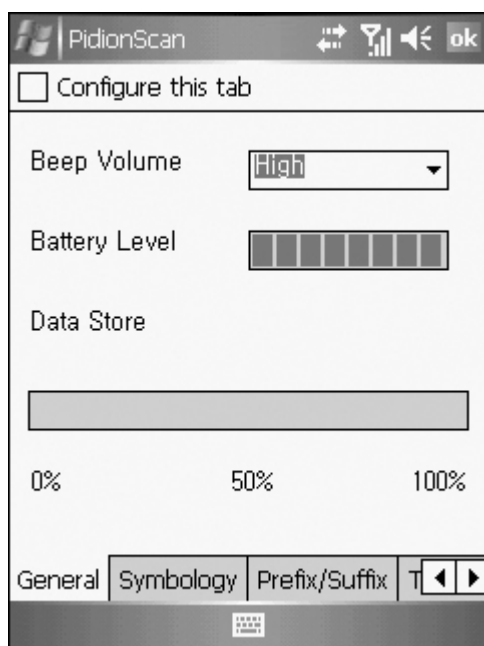 PidionScan ok
Configure this tab
Beep Volume High
Battery Level
Data Store
0% 50% 100%
General Symbology Prefix/Suffix T